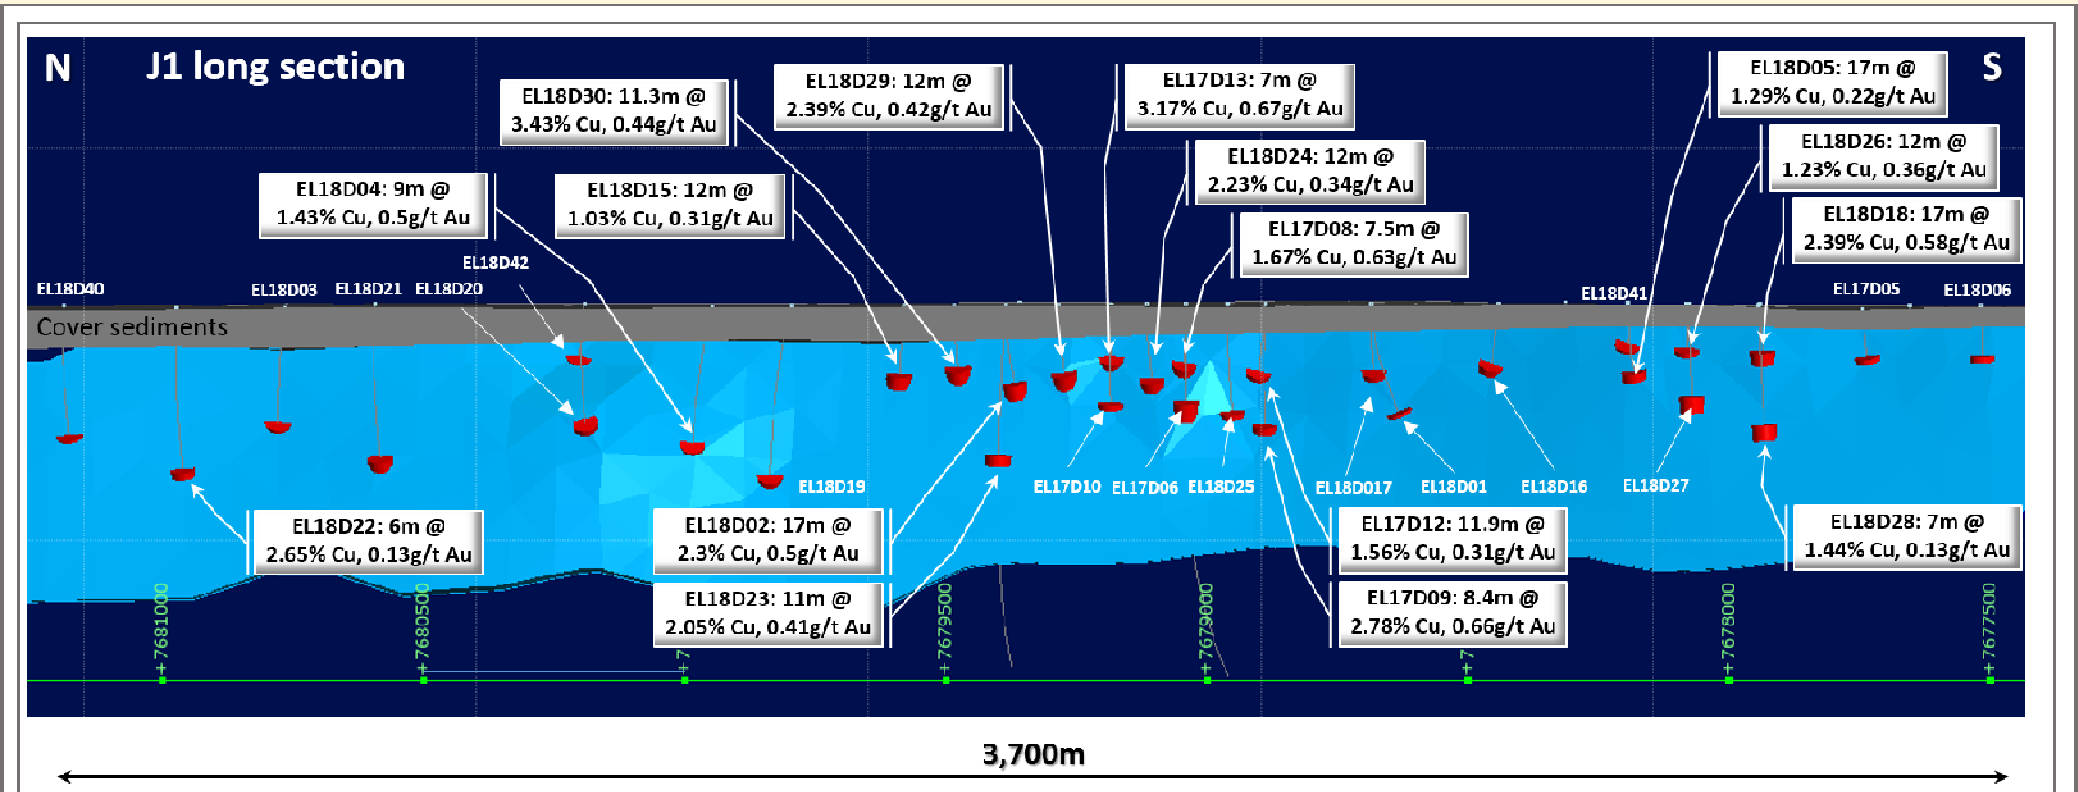 N
J1 long section
S
EL18D30: 11.3m @
3.43% Cu, 0.44g/t Au
EL18D29: 12m @
2.39% Cu, 0.42g/t Au
EL17D13: 7m @
3.17% Cu, 0.67g/t Au
EL18D05: 17m @
1.29% Cu, 0.22g/t Au
EL18D26: 12m @
1.23% Cu, 0.36g/t Au
EL18D24: 12m @
2.23% Cu, 0.34g/t Au
EL18D04: 9m @
1.43% Cu, 0.5g/t Au
EL18D15: 12m @
1.03% Cu, 0.31g/t Au
EL17D08: 7.5m @
1.67% Cu, 0.63g/t Au
EL18D18: 17m @
2.39% Cu, 0.58g/t Au
EL18D42
EL18D40
EL18D03
EL18D21
EL18D20
EL18D41
EL17D05
EL18D06
Cover sediments
EL18D19
EL17D10
EL17D06
EL18D25
EL18D017
EL18D01
EL18D16
EL18D27
EL18D22: 6m @
2.65% Cu, 0.13g/t Au
EL18D02: 17m @
2.3% Cu, 0.5g/t Au
EL17D12: 11.9m @
1.56% Cu, 0.31g/t Au
EL18D28: 7m @
1.44% Cu, 0.13g/t Au
EL18D23: 11m @
2.05% Cu, 0.41g/t Au
EL17D09: 8.4m @
2.78% Cu, 0.66g/t Au
+7681000
+7680500
+7
+7679500
+7679000
+7
+7678000
+7677500
3,700m